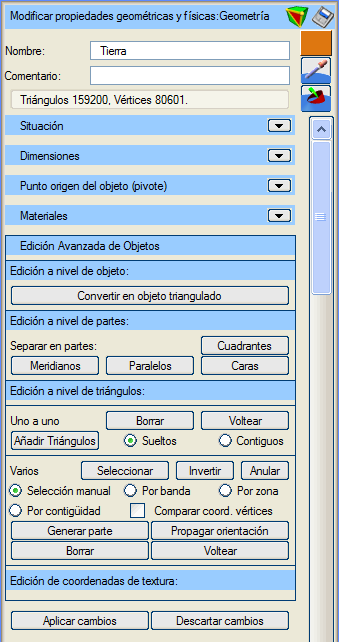 Modificar propiedades geométricas y físicas:Geometría
Nombre: Tierra
Comentario:
Triángulos 159200, Vértices 80601.
Situación
Dimensiones
Punto origen del objeto (pivote)
Materiales
Edición Avanzada de Objetos
Edición a nivel de objeto:
Convertir en objeto triangulado
Edición a nivel de partes:
Separar en partes: Cuadrantes
Meridianos Paralelos Caras
Edición a nivel de triángulos:
Uno a uno Borrar Voltear
Añadir Triángulos Sueltos Contiguos
Varios Seleccionar Invertir Anular
Selección manual Por banda Por zona
Por contigüidad Comparar coord. vértices
Generar parte Propagar orientación
Borrar Voltear
Edición de coordenadas de textura:
Aplicar cambios Descartar cambios